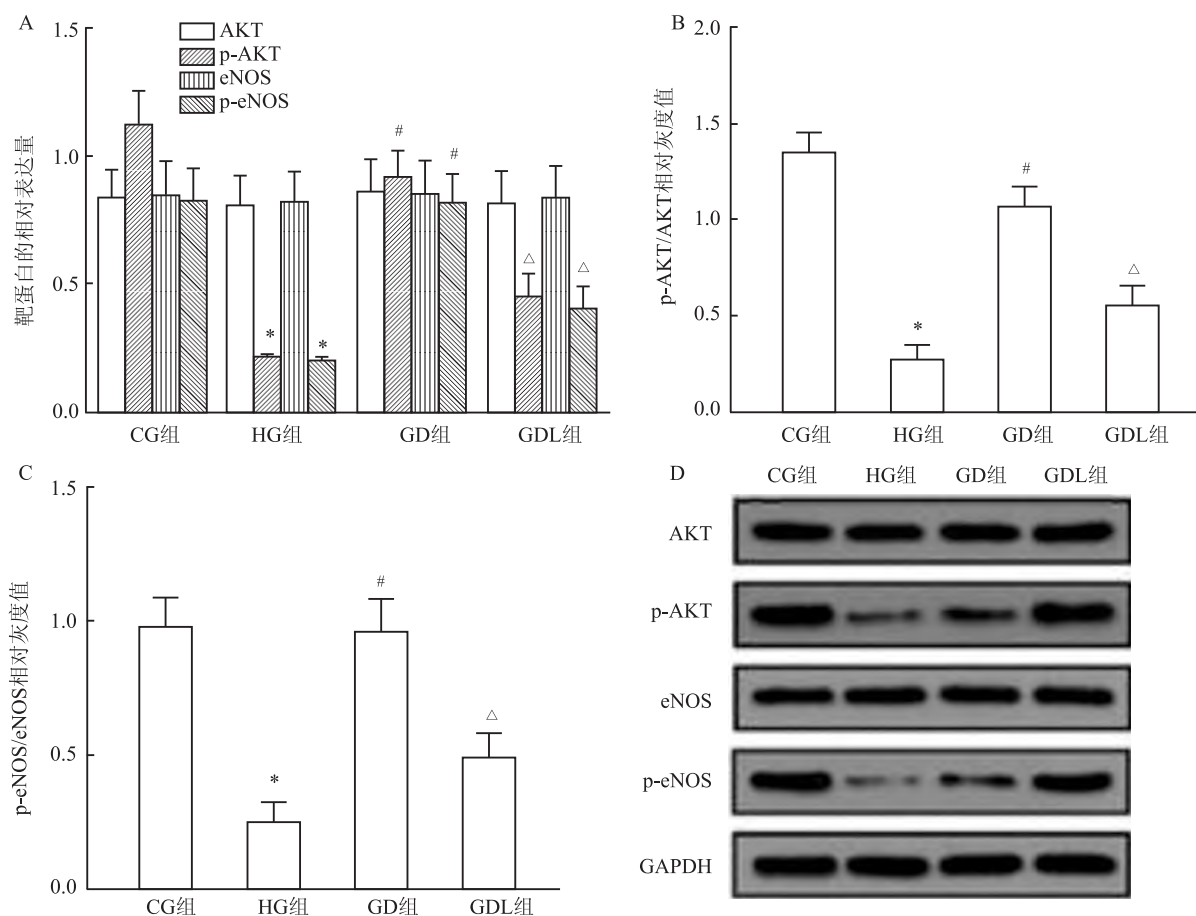 A
靶蛋白的相对表达量
1.5
1.0
0.5
0.0
AKT
p-AKT
eNOS
p-eNOS
*
*
#
#
△
△
CG组 HG组 GD组 GDL组
B
p-AKT/AKT相对灰度值
2.0
1.5
1.0
0.5
0.0
*
#
△
CG组 HG组 GD组 GDL组
C
p-eNOS/eNOS相对灰度值
1.5
1.0
0.5
0.0
*
#
△
CG组 HG组 GD组 GDL组
D
CG组 HG组 GD组 GDL组
AKT
p-AKT
eNOS
p-eNOS
GAPDH